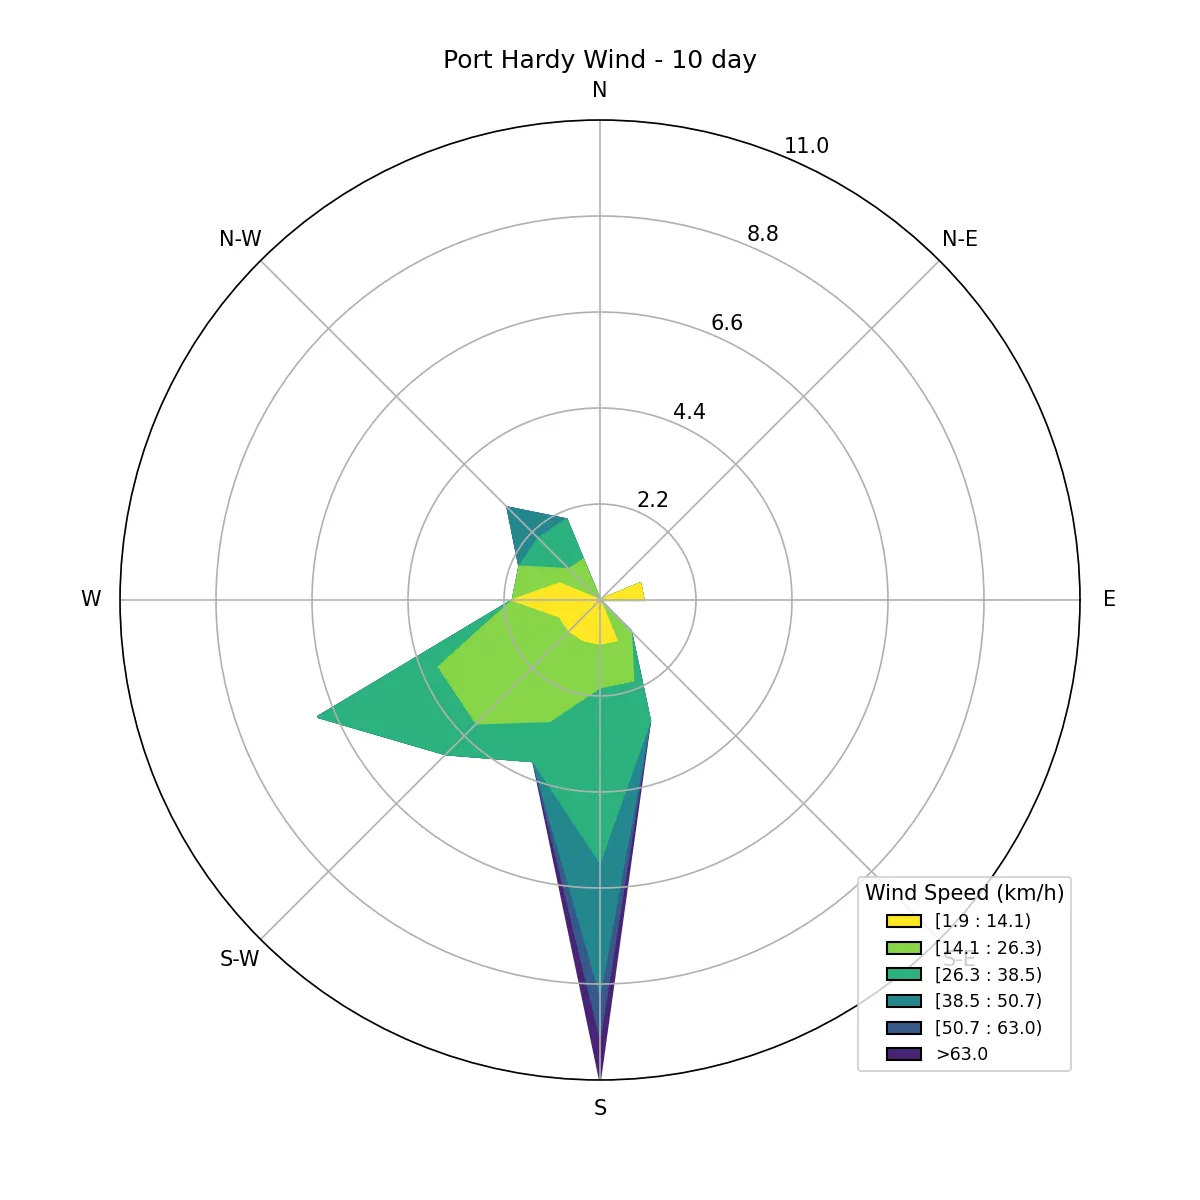 Port Hardy Wind - 10 day
N
11.0
N-W
N-E
8.8
6.6
4.4
2.2
W
E
S-W
S-E
S
Wind Speed (km/h)
[1.9 : 14.1)
[14.1 : 26.3)
[26.3 : 38.5)
[38.5 : 50.7)
[50.7 : 63.0)
>63.0